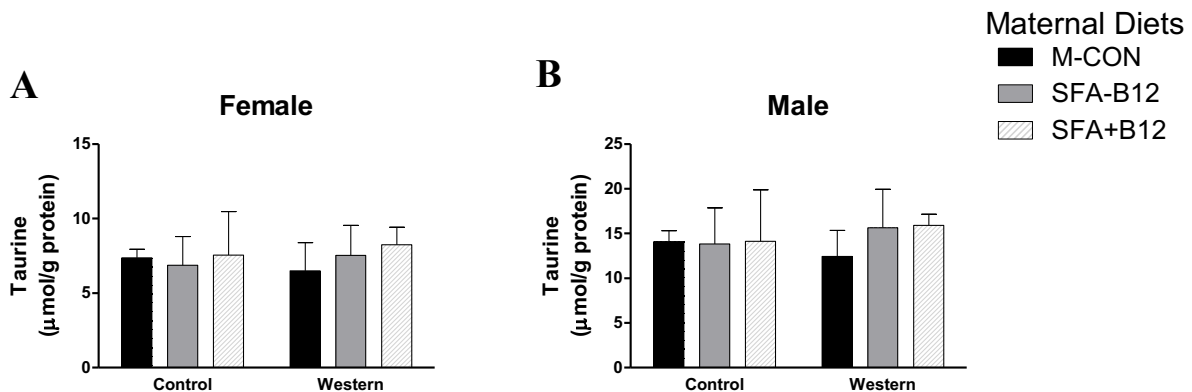 Maternal Diets
M-CON
SFA-B12
SFA+B12
A
Female
Taurine
(μmol/g protein)
15
10
5
0
Control
Western
B
Male
Taurine
(μmol/g protein)
25
20
15
10
5
0
Control
Western